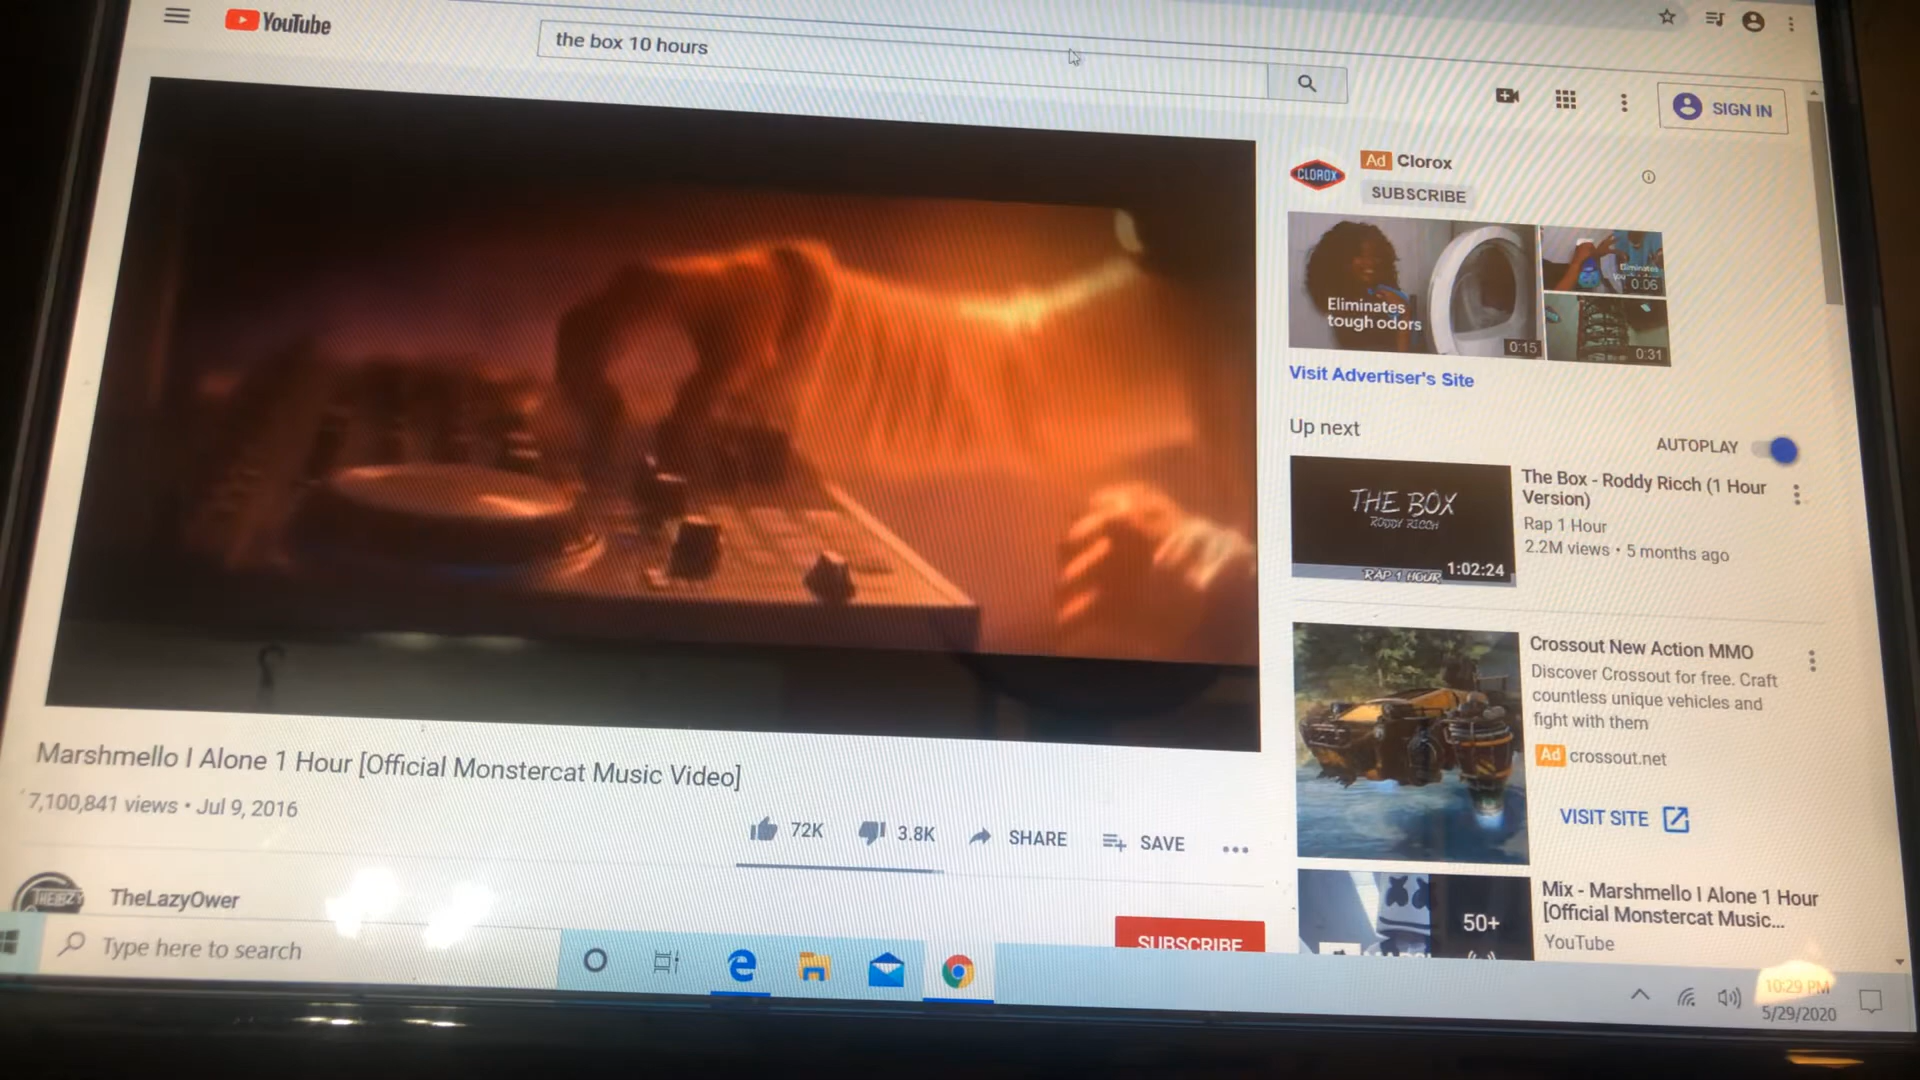 YouTube
the box 10 hours
SIGN IN
CLOROX
Ad Clorox
SUBSCRIBE
Eliminates
tough odors
0:15
Eliminates
0:06
0:31
Visit Advertiser's Site
Up next
AUTOPLAY
THE BOX
RODDY RICCH
RAP 1 HOUR
1:02:24
The Box - Roddy Ricch (1 Hour
Version)
Rap 1 Hour
2.2M views • 5 months ago
Crossout New Action MMO
Discover Crossout for free. Craft
countless unique vehicles and
fight with them
Ad crossout.net
VISIT SITE
Marshmello I Alone 1 Hour [Official Monstercat Music Video]
7,100,841 views • Jul 9, 2016
72K
3.8K
SHARE
SAVE
TheLazyOwer
SUBSCRIBE
50+
Mix - Marshmello I Alone 1 Hour
[Official Monstercat Music...
YouTube
Type here to search
10:29 PM
5/29/2020